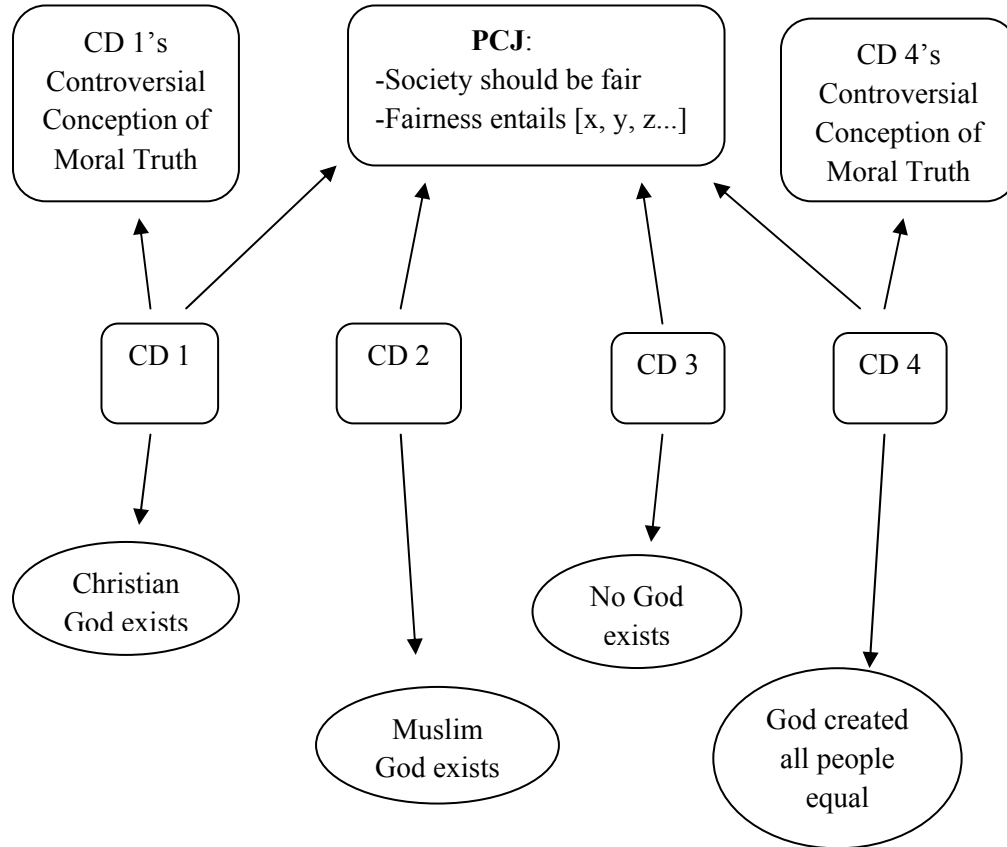 CD 1’s
Controversial
Conception of
Moral Truth
PCJ:
-Society should be fair
-Fairness entails [x, y, z...]
CD 4’s
Controversial
Conception of
Moral Truth
CD 1
CD 2
CD 3
CD 4
Christian
God exists
Muslim
God exists
No God
exists
God created
all people
equal